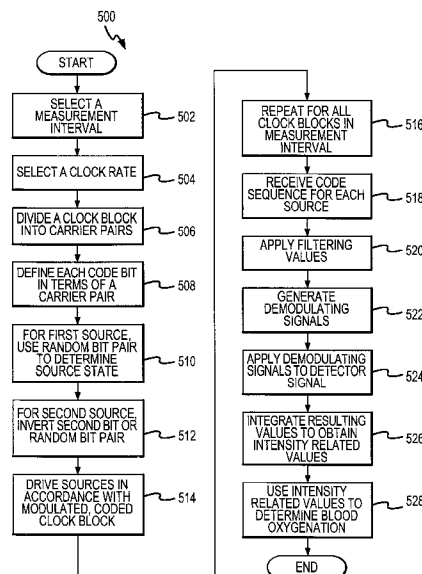 500
START
SELECT A
MEASUREMENT
INTERVAL
502
SELECT A CLOCK RATE
504
DIVIDE A CLOCK BLOCK
INTO CARRIER PAIRS
506
DEFINE EACH CODE BIT
IN TERMS OF A
CARRIER PAIR
508
FOR FIRST SOURCE,
USE RANDOM BIT PAIR
TO DETERMINE
SOURCE STATE
510
FOR SECOND SOURCE,
INVERT SECOND BIT OR
RANDOM BIT PAIR
512
DRIVE SOURCES IN
ACCORDANCE WITH
MODULATED, CODED
CLOCK BLOCK
514
REPEAT FOR ALL
CLOCK BLOCKS IN
MEASUREMENT
INTERVAL
516
RECEIVE CODE
SEQUENCE FOR EACH
SOURCE
518
APPLY FILTERING
VALUES
520
GENERATE
DEMODULATING
SIGNALS
522
APPLY DEMODULATING
SIGNALS TO DETECTOR
SIGNAL
524
INTEGRATE RESULTING
VALUES TO OBTAIN
INTENSITY RELATED
VALUES
526
USE INTENSITY
RELATED VALUES TO
DETERMINE BLOOD
OXYGENATION
528
END